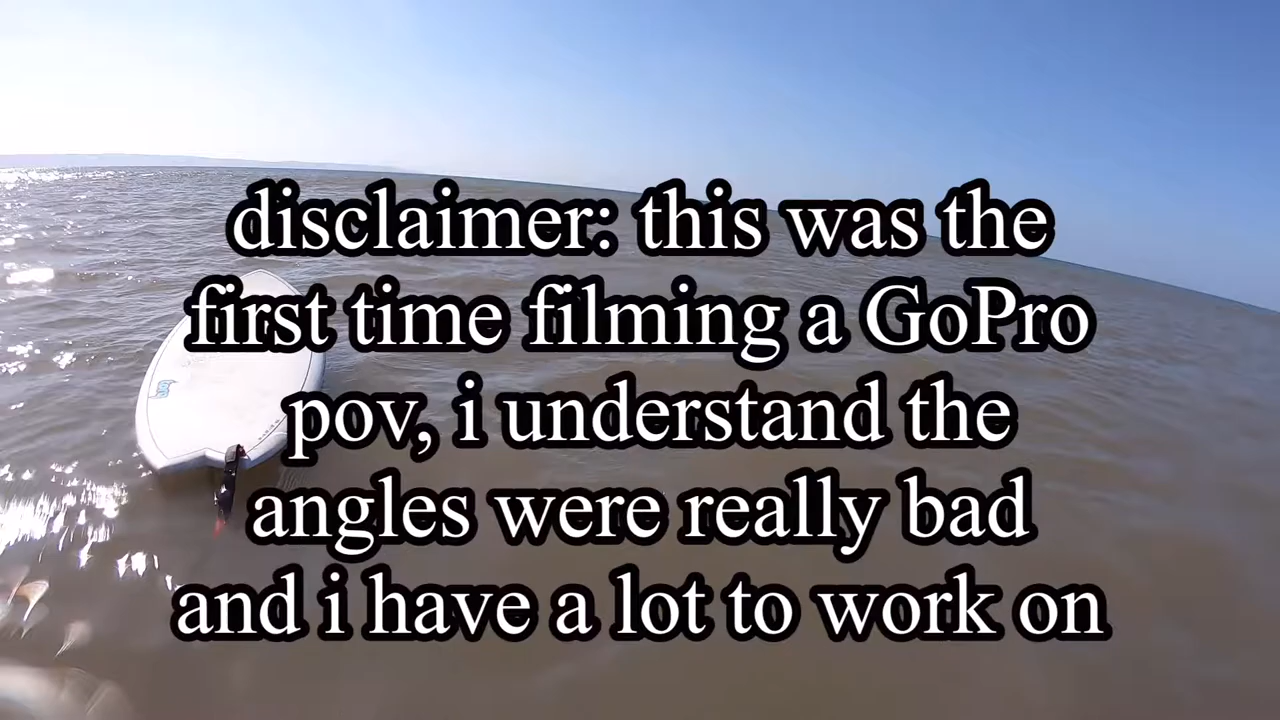 disclaimer: this was the
first time filming a GoPro
pov, i understand the
angles were really bad
and i have a lot to work on